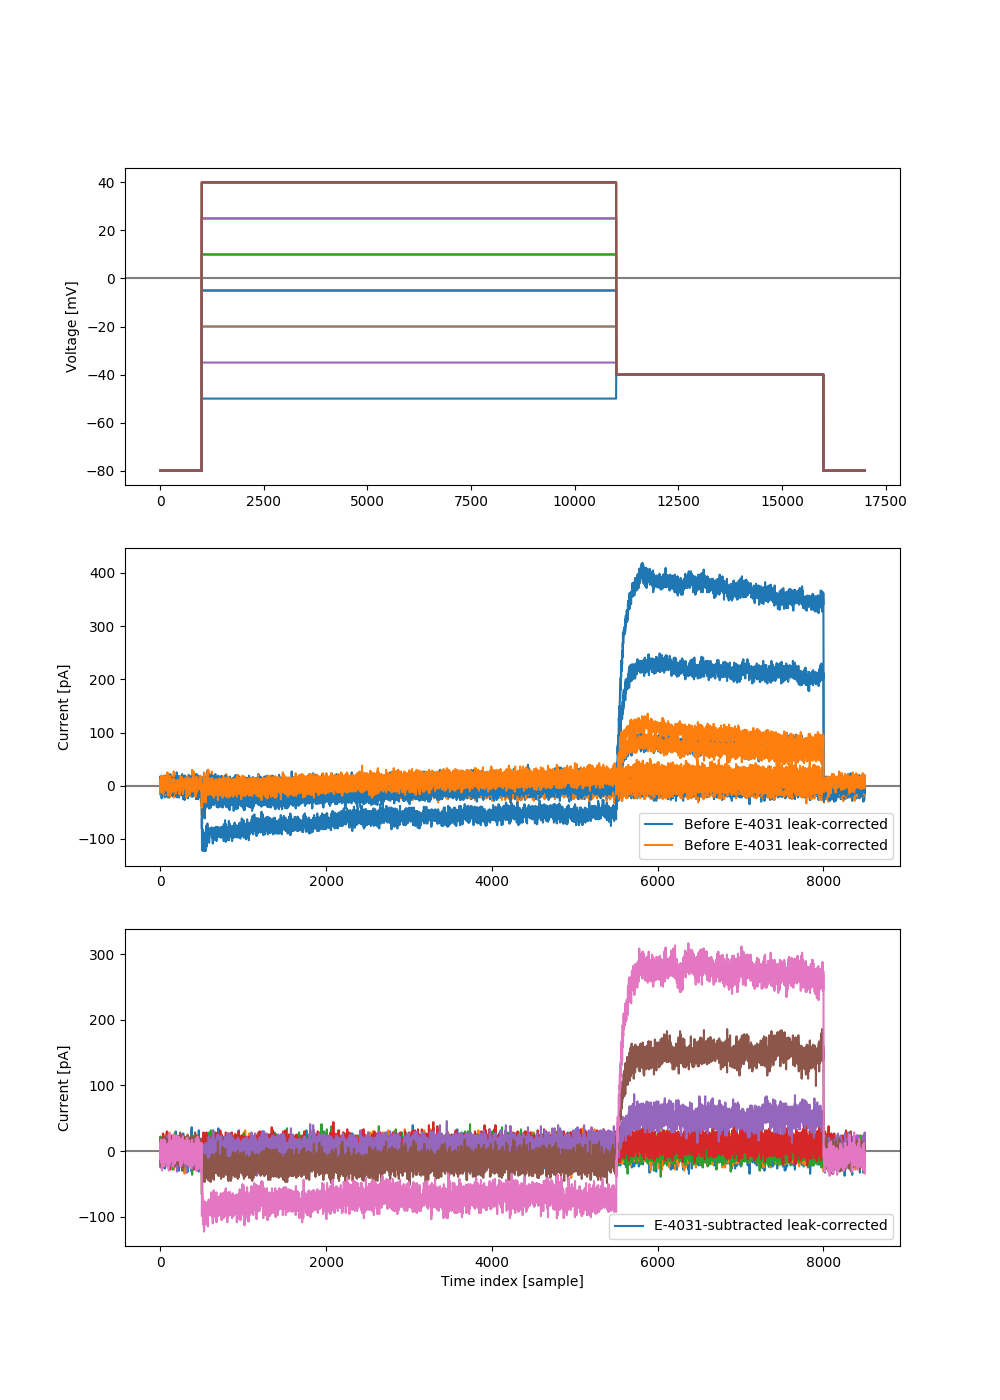 40
20
0
−20
−40
−60
−80
Voltage [mV]
0 2500 5000 7500 10000 12500 15000 17500
400
300
200
100
0
−100
Current [pA]
Before E-4031 leak-corrected
Before E-4031 leak-corrected
0 2000 4000 6000 8000
300
200
100
0
−100
Current [pA]
E-4031-subtracted leak-corrected
0 2000 4000 6000 8000
Time index [sample]